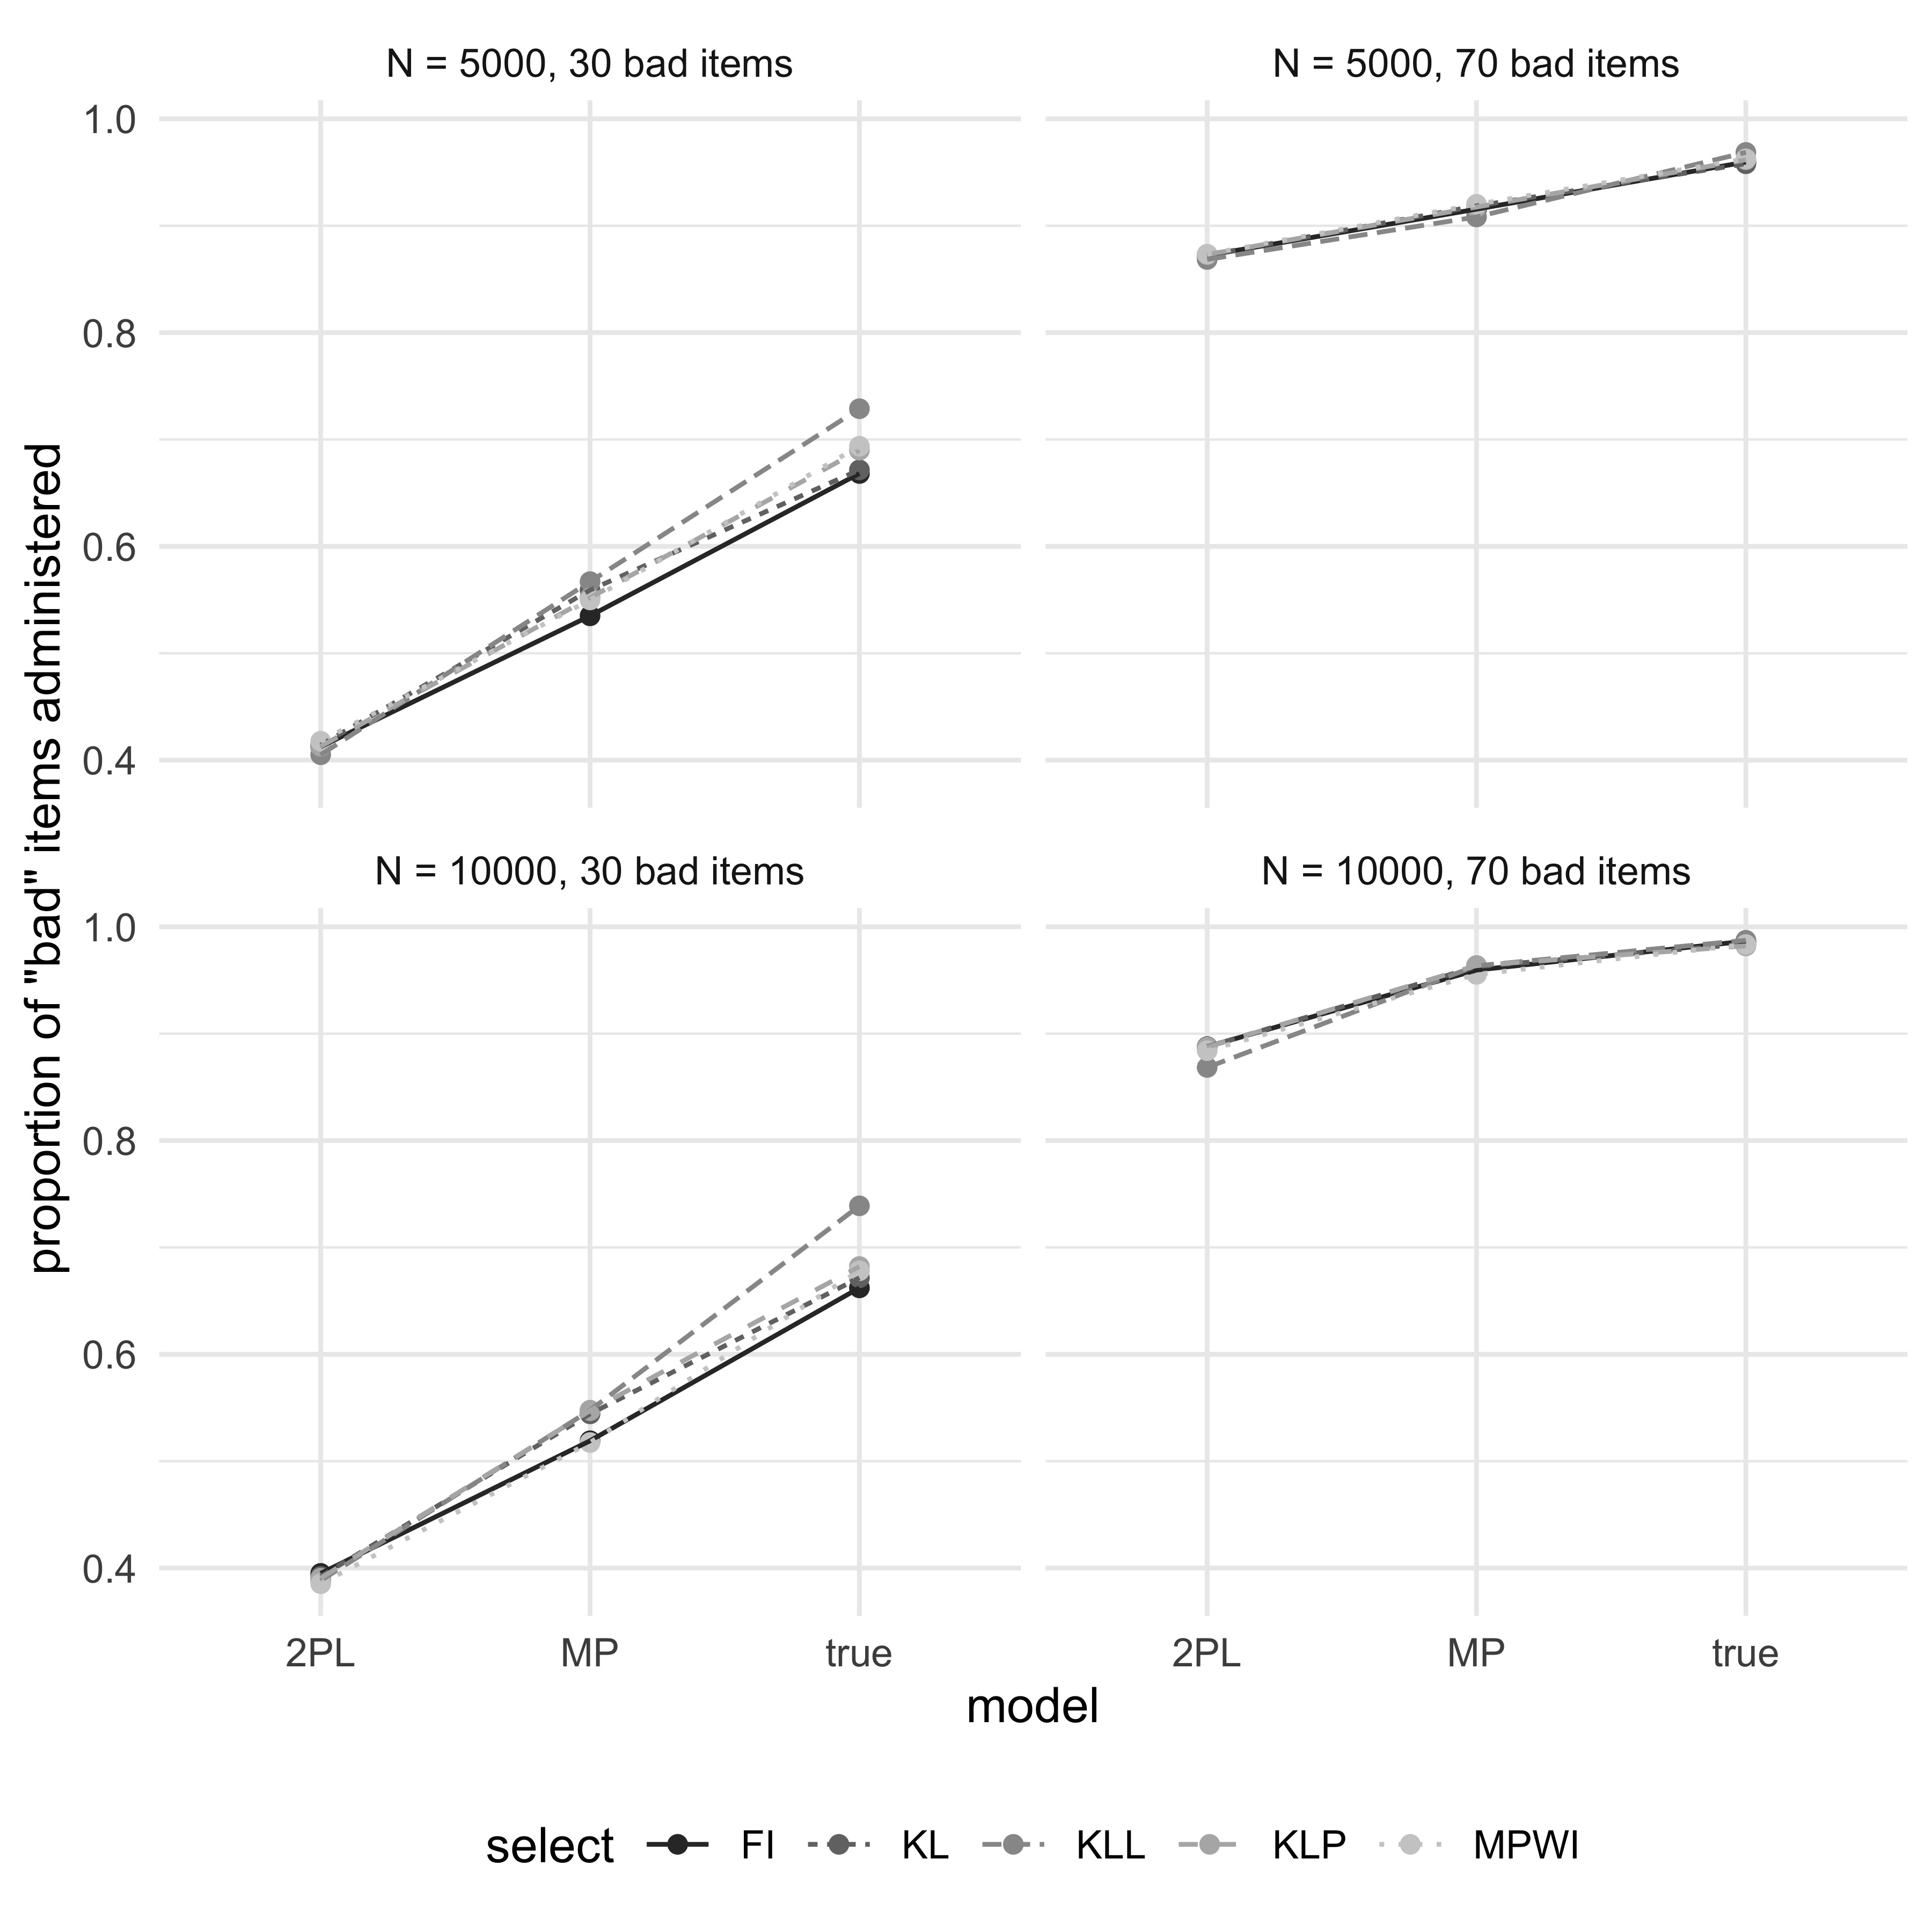 N = 5000, 30 bad items
N = 5000, 70 bad items
1.0
0.8
0.6
0.4
proportion of "bad" items administered
N = 10000, 30 bad items
N = 10000, 70 bad items
1.0
0.8
0.6
0.4
2PL MP true
2PL MP true
model
select FI KL KLL KLP MPWI